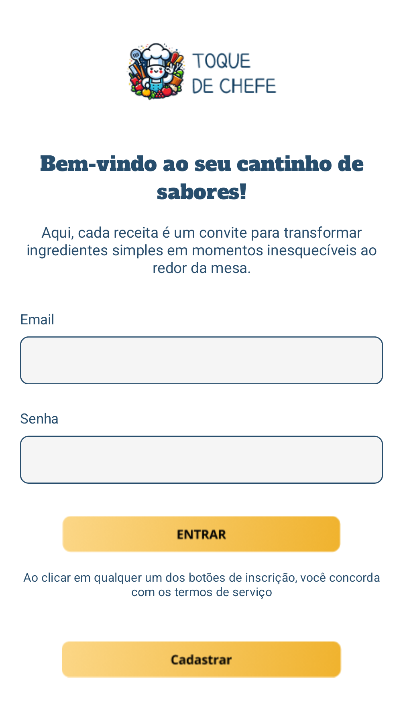 TOQUE
DE CHEFE
Bem-vindo ao seu cantinho de
sabores!
Aqui, cada receita é um convite para transformar
ingredientes simples em momentos inesquecíveis ao
redor da mesa.
Email
Senha
ENTRAR
Ao clicar em qualquer um dos botões de inscrição, você concorda
com os termos de serviço
Cadastrar